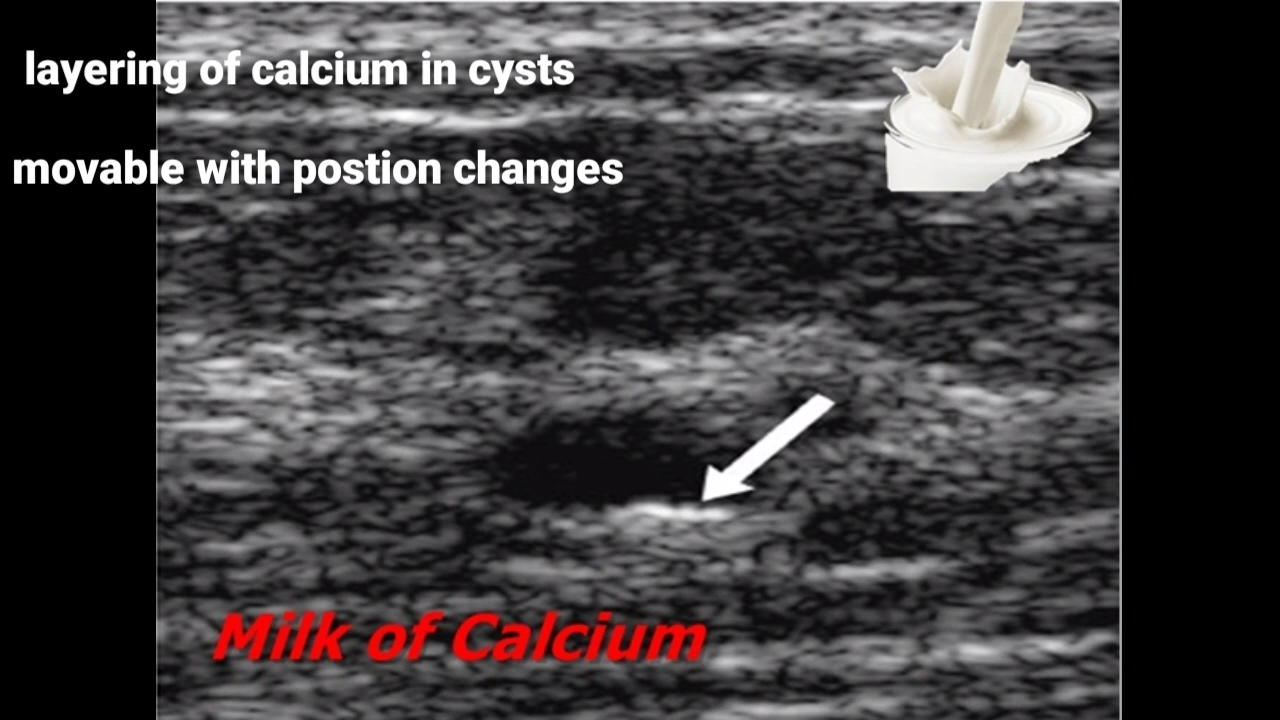 layering of calcium in cysts
movable with postion changes
Milk of Calcium